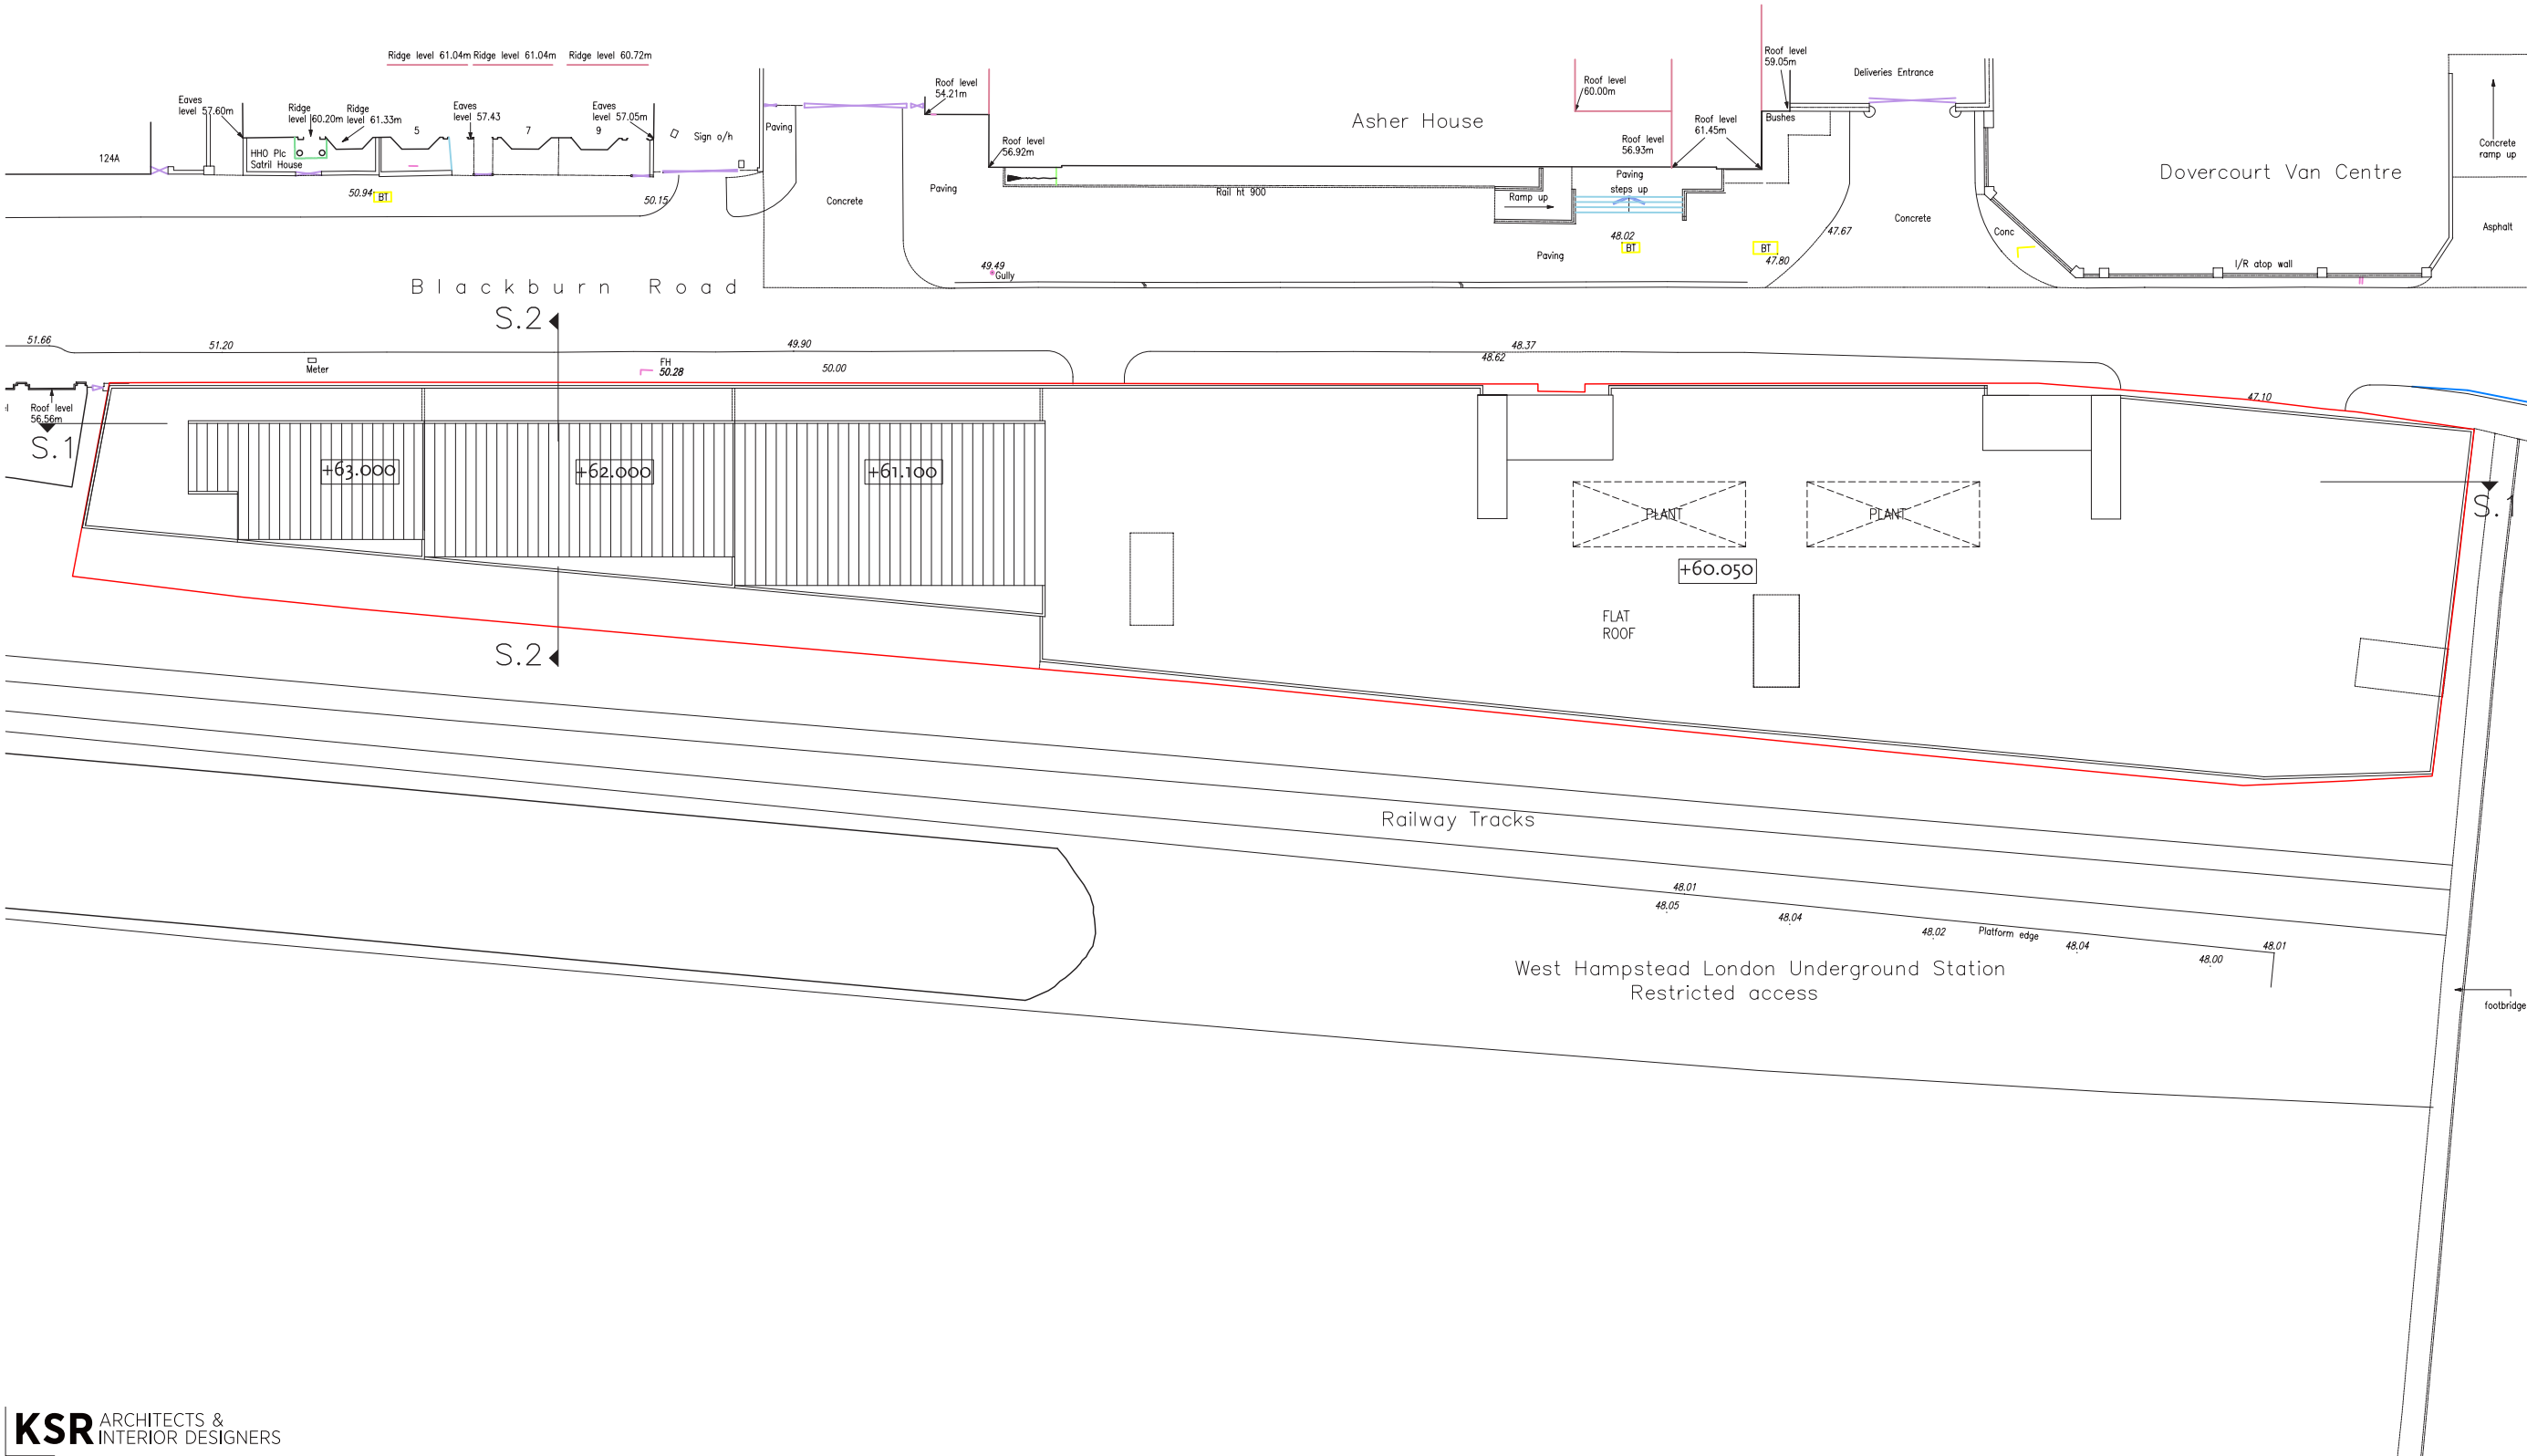 Ridge level 61.04m
Ridge level 61.04m
Ridge level 60.72m
Roof level
59.05m
Deliveries Entrance
Roof level
54.21m
Roof level
60.00m
Eaves
level 57.60m
Ridge
level 60.20m
Ridge
level 61.33m
5
Eaves
level 57.43
7
9
Eaves
level 57.05m
Sign o/h
Paving
Asher House
Roof level
61.45m
Bushes
Concrete
ramp up
124A
HHO Plc
Satril House
Roof level
56.92m
Roof level
56.93m
Dovercourt Van Centre
50.94
BT
50.15
Concrete
Paving
Rail ht 900
Ramp up
Paving
steps up
Concrete
Conc
Asphalt
48.02
BT
BT
47.80
47.67
Paving
49.49
Gully
I/R atop wall
Blackburn Road
S.2
51.66
51.20
49.90
48.37
48.62
Meter
FH
50.28
50.00
47.10
Roof level
56.56m
S.1
+63.000
+62.000
+61.100
PLANT
PLANT
S.1
+60.050
FLAT
ROOF
S.2
Railway Tracks
48.01
48.05
48.04
48.02
Platform edge
48.04
48.01
48.00
West Hampstead London Underground Station
Restricted access
footbridge
KSR ARCHITECTS &
INTERIOR DESIGNERS